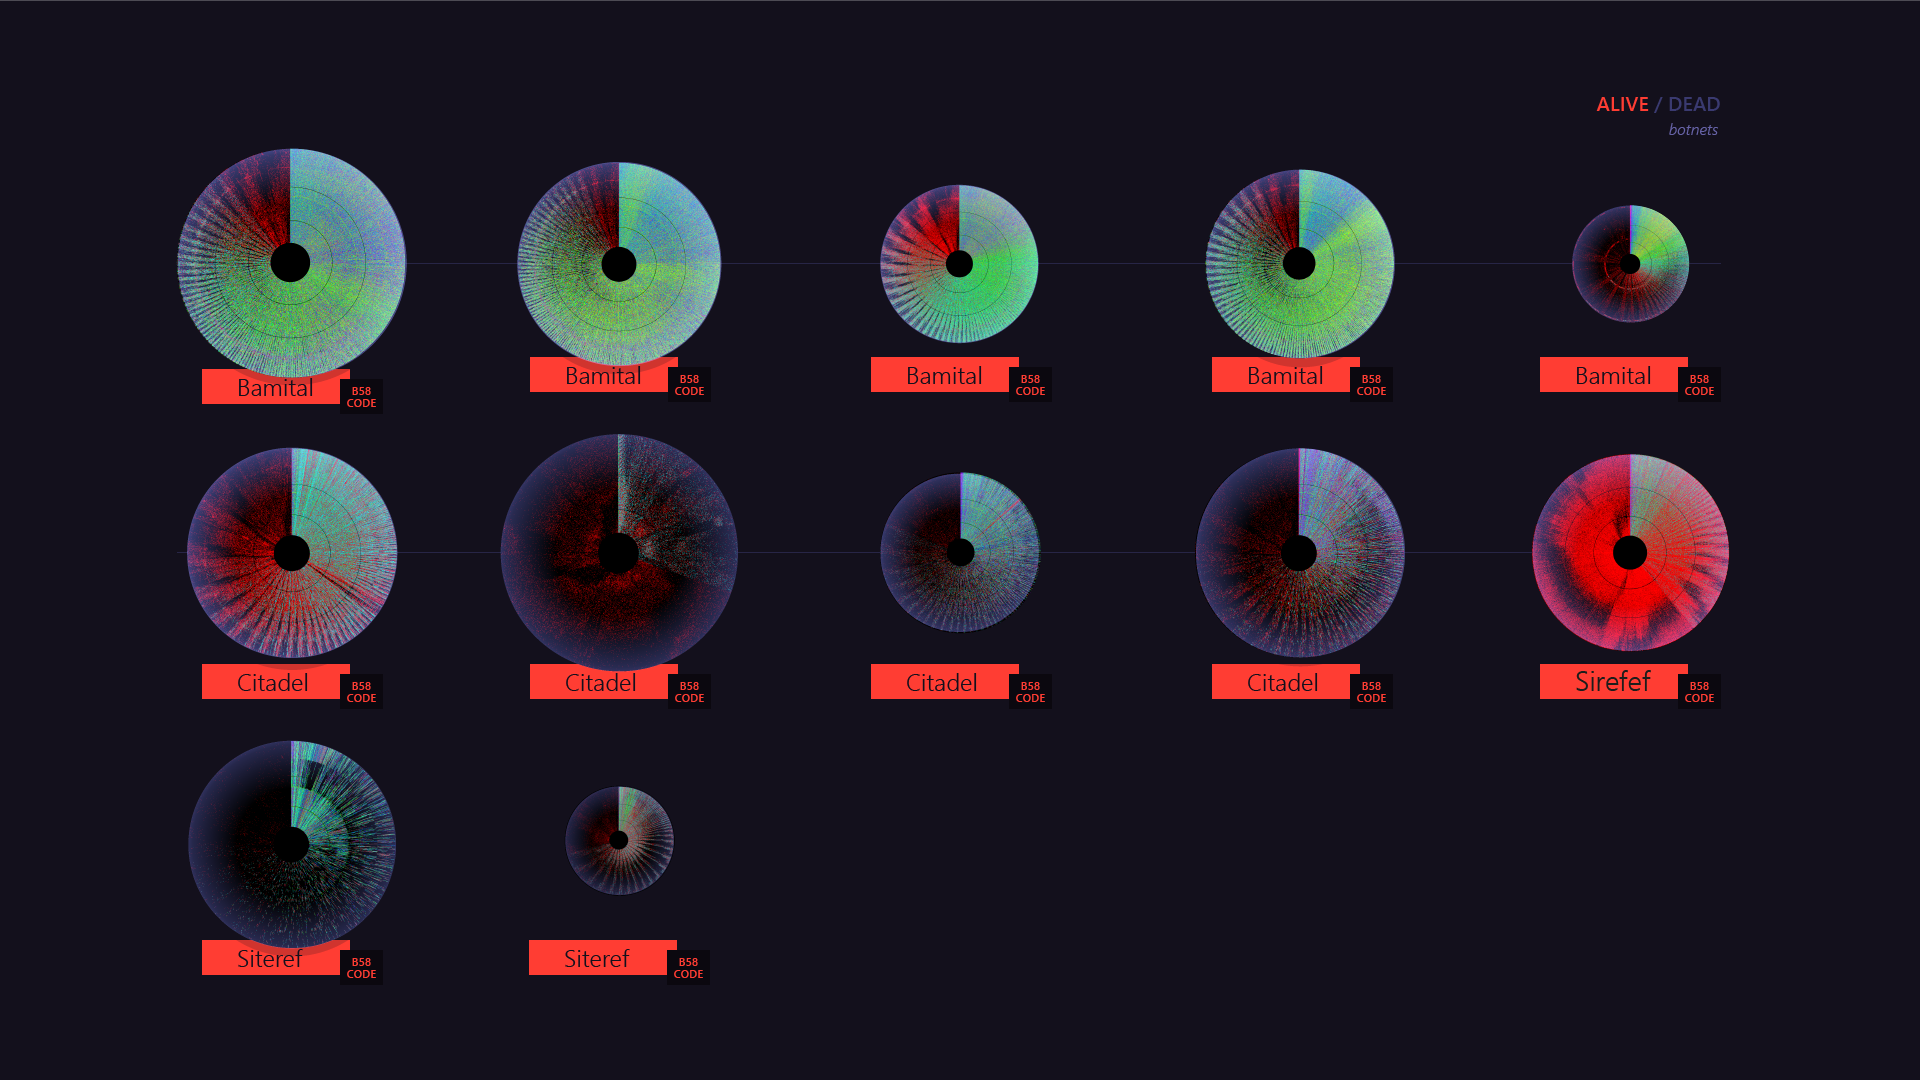 ALIVE / DEAD
botnets
Bamital
B58
CODE
Bamital
B58
CODE
Bamital
B58
CODE
Bamital
B58
CODE
Bamital
B58
CODE
Citadel
B58
CODE
Citadel
B58
CODE
Citadel
B58
CODE
Citadel
B58
CODE
Sirefef
B58
CODE
Siteref
B58
CODE
Siteref
B58
CODE